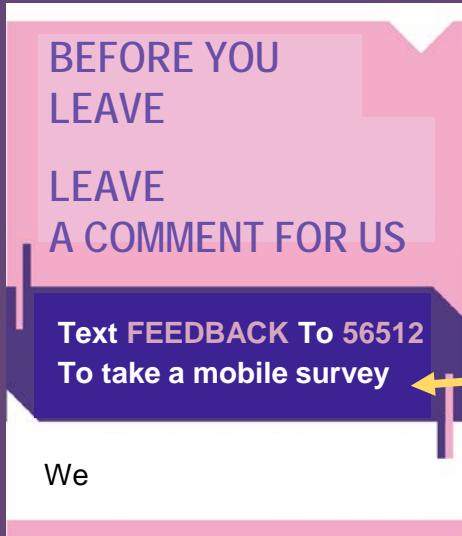 BEFORE YOU
LEAVE
LEAVE
A COMMENT FOR US
Text FEEDBACK To 56512
To take a mobile survey
We